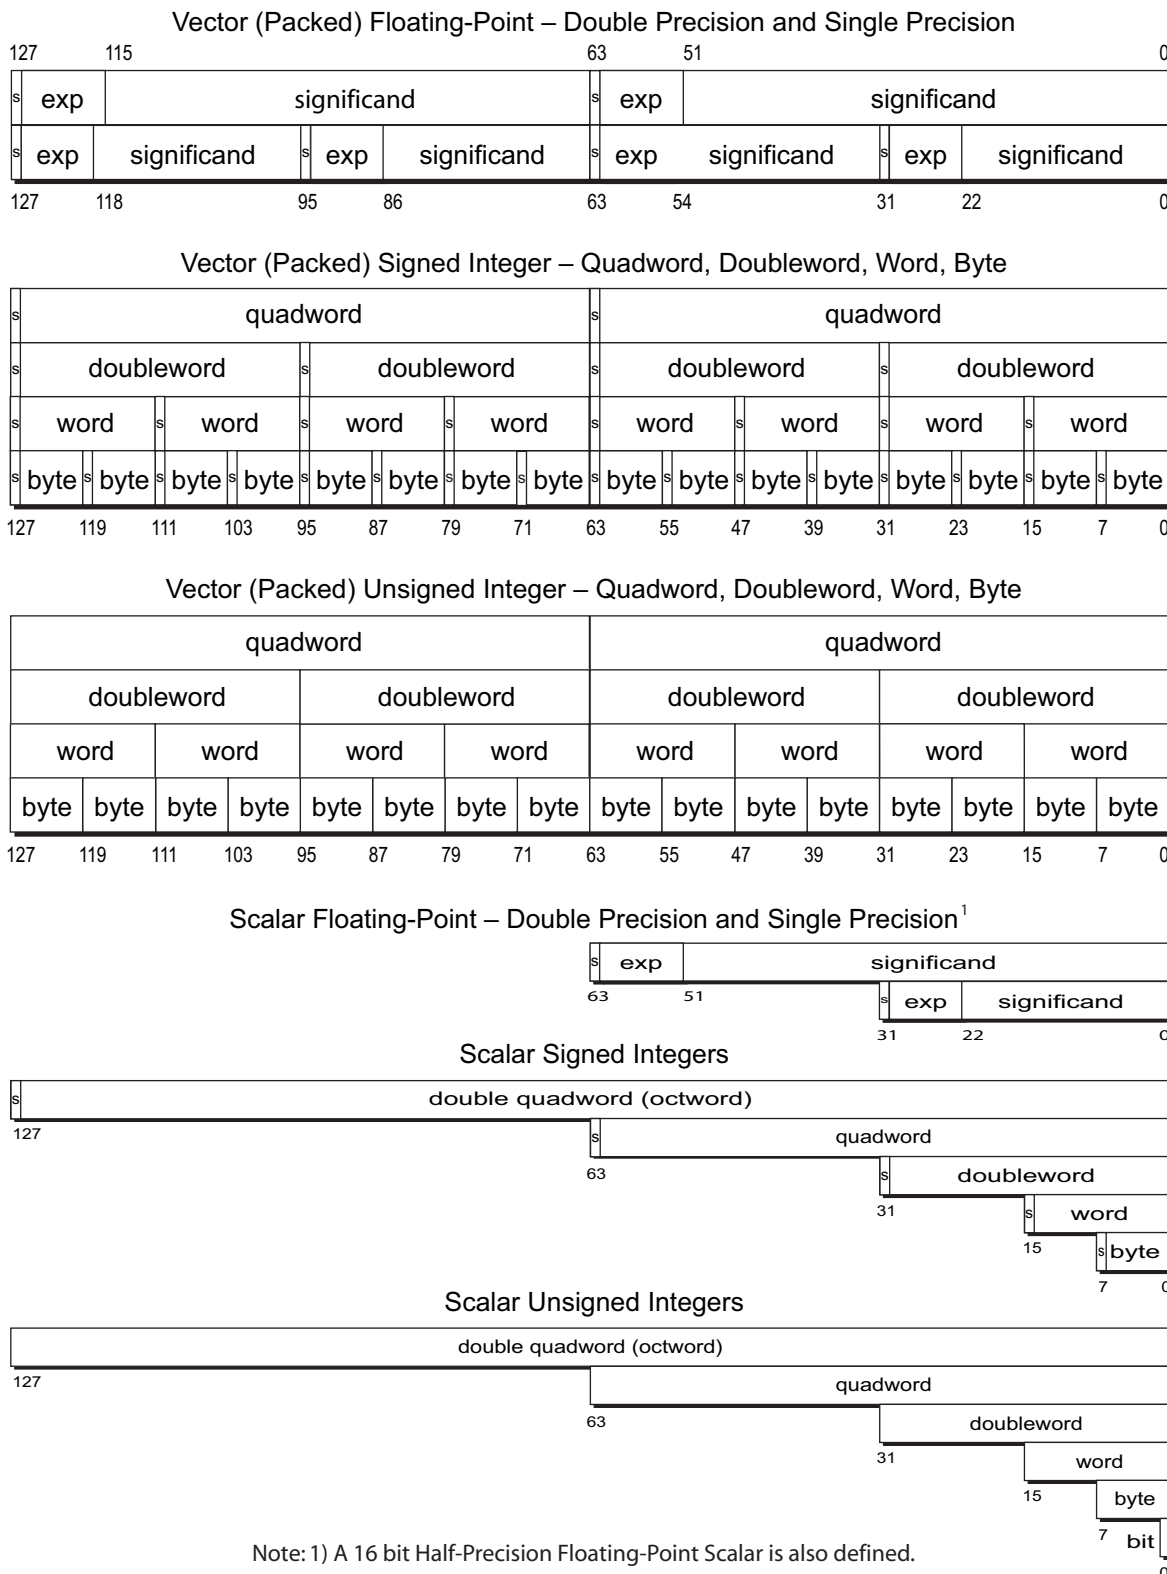 Vector (Packed) Floating-Point – Double Precision and Single Precision
127 115 63 51 0
s exp significand s exp significand
s exp significand s exp significand s exp significand s exp significand
127 118 95 86 63 54 31 22 0
Vector (Packed) Signed Integer – Quadword, Doubleword, Word, Byte
s quadword s quadword
s doubleword s doubleword s doubleword s doubleword
s word s word s word s word s word s word s word s word
s byte s byte s byte s byte s byte s byte s byte s byte s byte s byte s byte s byte s byte s byte s byte s byte
127 119 111 103 95 87 79 71 63 55 47 39 31 23 15 7 0
Vector (Packed) Unsigned Integer – Quadword, Doubleword, Word, Byte
quadword quadword
doubleword doubleword doubleword doubleword
word word word word word word word word
byte byte byte byte byte byte byte byte byte byte byte byte byte byte byte byte
127 119 111 103 95 87 79 71 63 55 47 39 31 23 15 7 0
Scalar Floating-Point – Double Precision and Single Precision¹
s exp significand
63 51
s exp significand
31 22 0
Scalar Signed Integers
s double quadword (octword)
127
s quadword
63
s doubleword
31
s word
15
s byte
7 0
Scalar Unsigned Integers
double quadword (octword)
127
quadword
63
doubleword
31
word
15
byte
7
bit
0
Note: 1) A 16 bit Half-Precision Floating-Point Scalar is also defined.